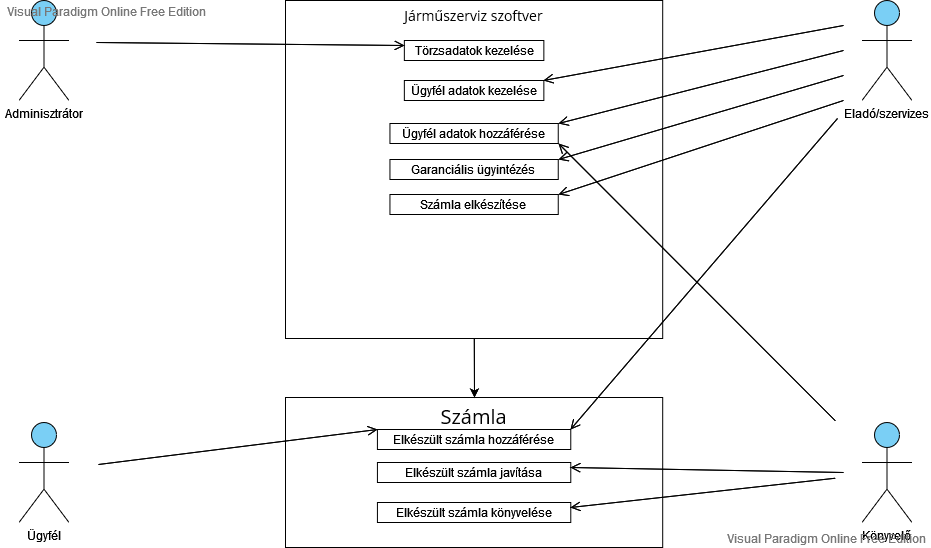 Visual Paradigm Online Free Edition
Járműszerviz szoftver
Törzsadatok kezelése
Adminisztrátor
Ügyfél adatok kezelése
Eladó/szervizes
Ügyfél adatok hozzáférése
Garanciális ügyintézés
Számla elkészítése
Számla
Elkészült számla hozzáférése
Elkészült számla javítása
Elkészült számla könyvelése
Ügyfél
Könyvelő
Visual Paradigm Online Free Edition